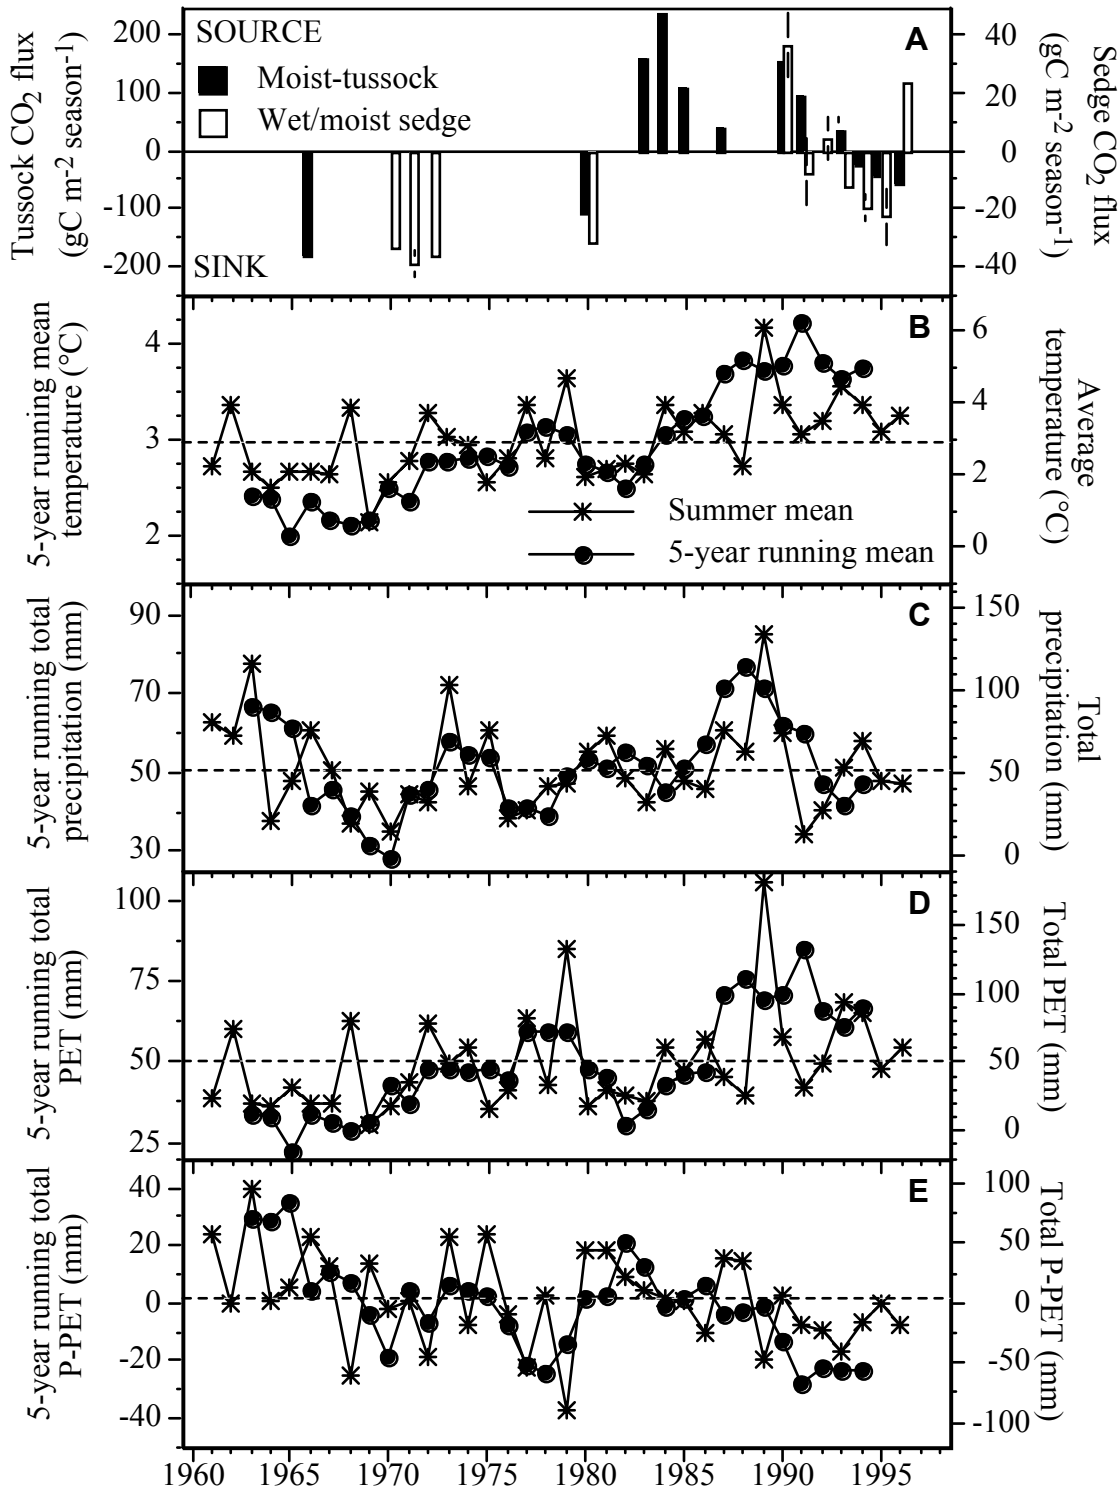 Tussock CO2 flux
(gC m-2 season-1)
200
100
0
-100
-200
SOURCE
Moist-tussock
Wet/moist sedge
SINK
A
40
20
0
-20
-40
Sedge CO2 flux
(gC m-2 season-1)
5-year running mean
temperature (°C)
4
3
2
B
Summer mean
5-year running mean
6
4
2
0
Average
temperature (°C)
5-year running total
precipitation (mm)
90
70
50
30
C
150
100
50
0
Total
precipitation (mm)
5-year running total
PET (mm)
100
75
50
25
D
150
100
50
0
Total PET (mm)
5-year running total
P-PET (mm)
40
20
0
-20
-40
E
100
50
0
-50
-100
Total P-PET (mm)
1960 1965 1970 1975 1980 1985 1990 1995